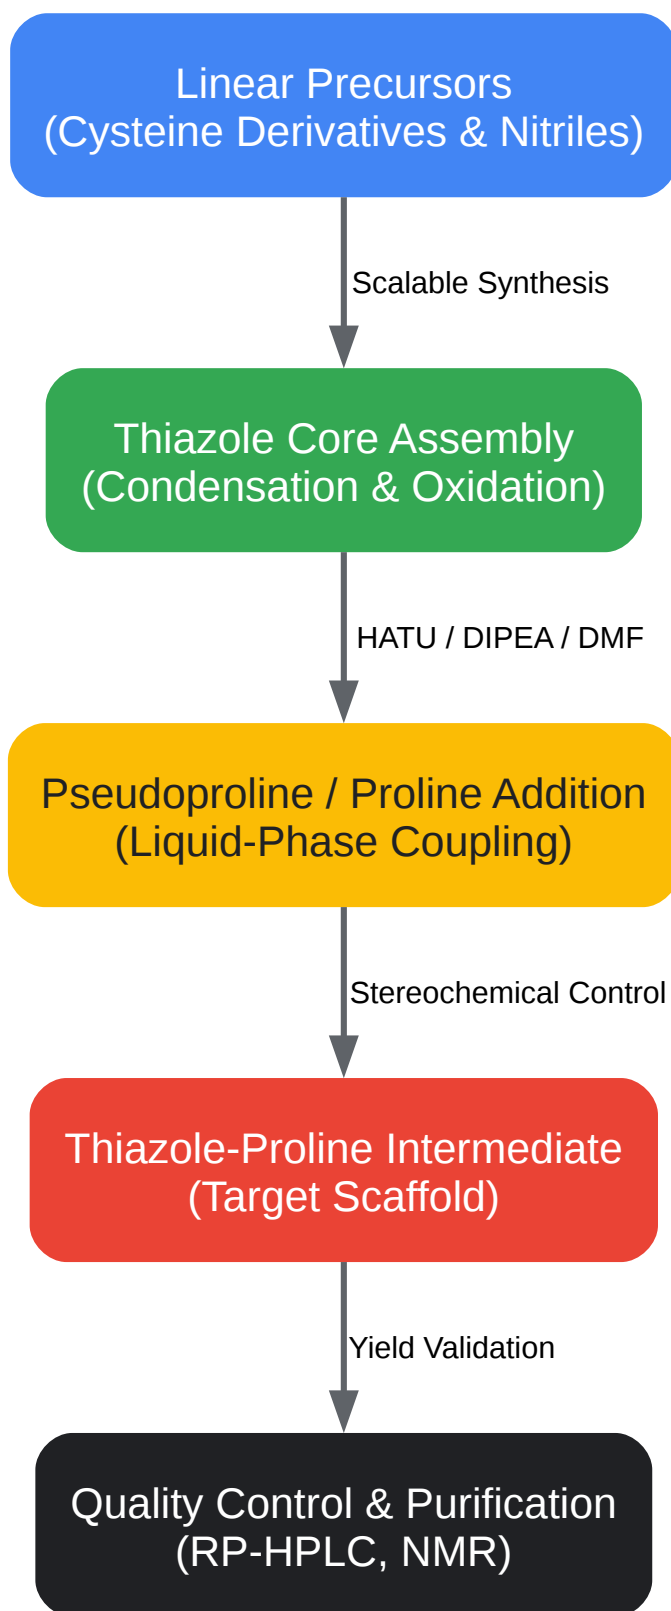 Linear Precursors
(Cysteine Derivatives & Nitriles)
Scalable Synthesis
Thiazole Core Assembly
(Condensation & Oxidation)
HATU / DIPEA / DMF
Pseudoproline / Proline Addition
(Liquid-Phase Coupling)
Stereochemical Control
Thiazole-Proline Intermediate
(Target Scaffold)
Yield Validation
Quality Control & Purification
(RP-HPLC, NMR)